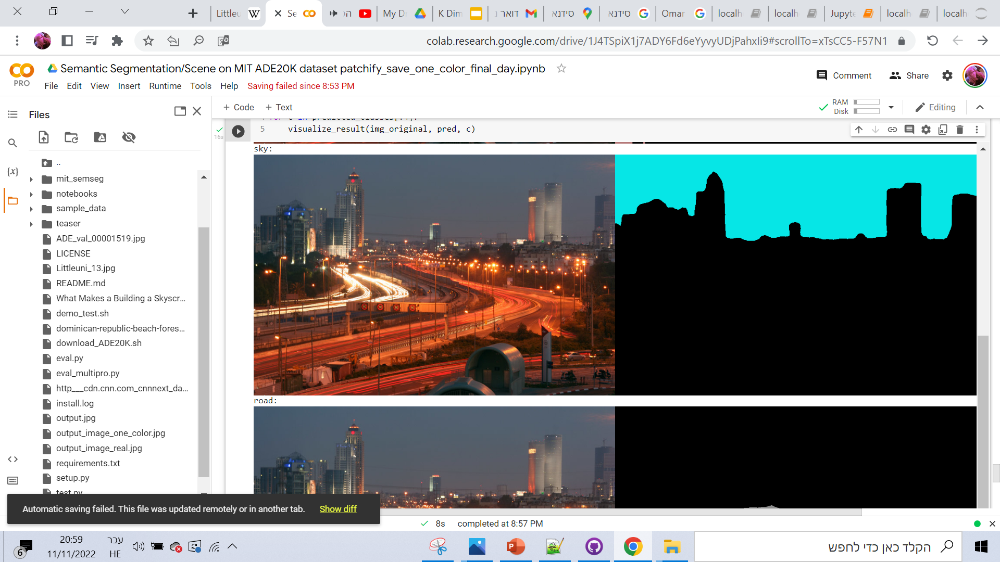 Littleu
Se
הכ
My Dr
K Dim
דואר נ
סידנא
סידנא
Omar
localh
localh
Jupyte
localh
localh
colab.research.google.com/drive/1J4TSpiX1j7ADY6Fd6eYyvyUDjPahxIi9#scrollTo=xTsCC5-F57N1
PRO
Semantic Segmentation/Scene on MIT ADE20K dataset patchify_save_one_color_final_day.ipynb
File Edit View Insert Runtime Tools Help Saving failed since 8:53 PM
Comment
Share
Files
+ Code + Text
RAM
Disk
Editing
5 visualize_result(img_original, pred, c)
16s
sky:
road:
{x}
..
mit_semseg
notebooks
sample_data
teaser
ADE_val_00001519.jpg
LICENSE
Littleuni_13.jpg
README.md
What Makes a Building a Skyscr...
demo_test.sh
dominican-republic-beach-fores...
download_ADE20K.sh
eval.py
eval_multipro.py
http___cdn.cnn.com_cnnnext_da...
install.log
output.jpg
output_image_one_color.jpg
output_image_real.jpg
requirements.txt
setup.py
test.py
Automatic saving failed. This file was updated remotely or in another tab. Show diff
8s completed at 8:57 PM
6
20:59
11/11/2022
עבר
HE
הקלד כאן כדי לחפש